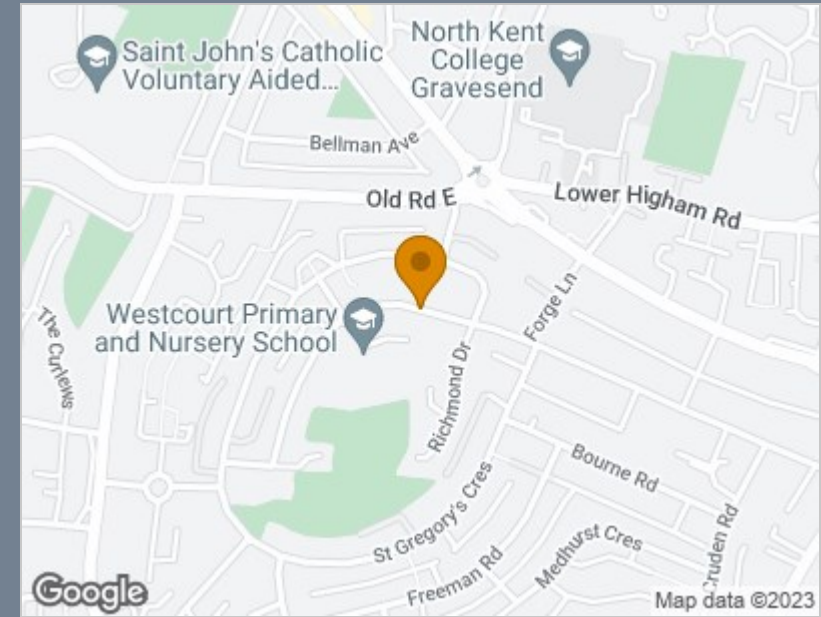 Saint John's Catholic
Voluntary Aided...
North Kent
College
Gravesend
Bellman Ave
Old Rd E
Lower Higham Rd
Westcourt Primary
and Nursery School
The Curlews
Forge Ln
Richmond Dr
Bourne Rd
St Gregory's Cres
Medhurst Cres
Freeman Rd
Cruden Rd
Google
Map data ©2023